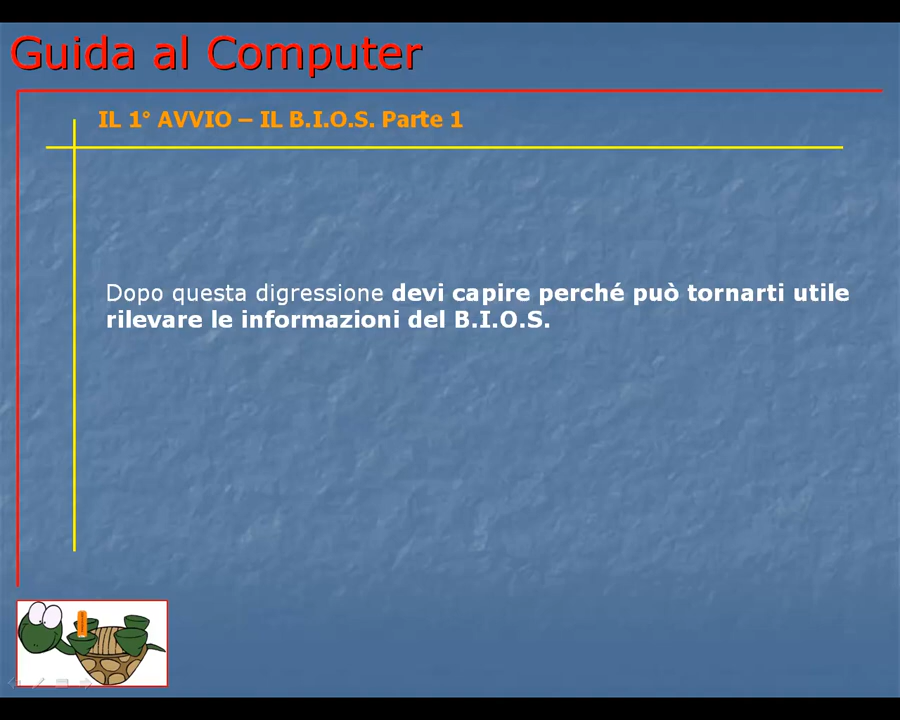 Guida al Computer
IL 1° AVVIO – IL B.I.O.S. Parte 1
Dopo questa digressione devi capire perché può tornarti utile
rilevare le informazioni del B.I.O.S.